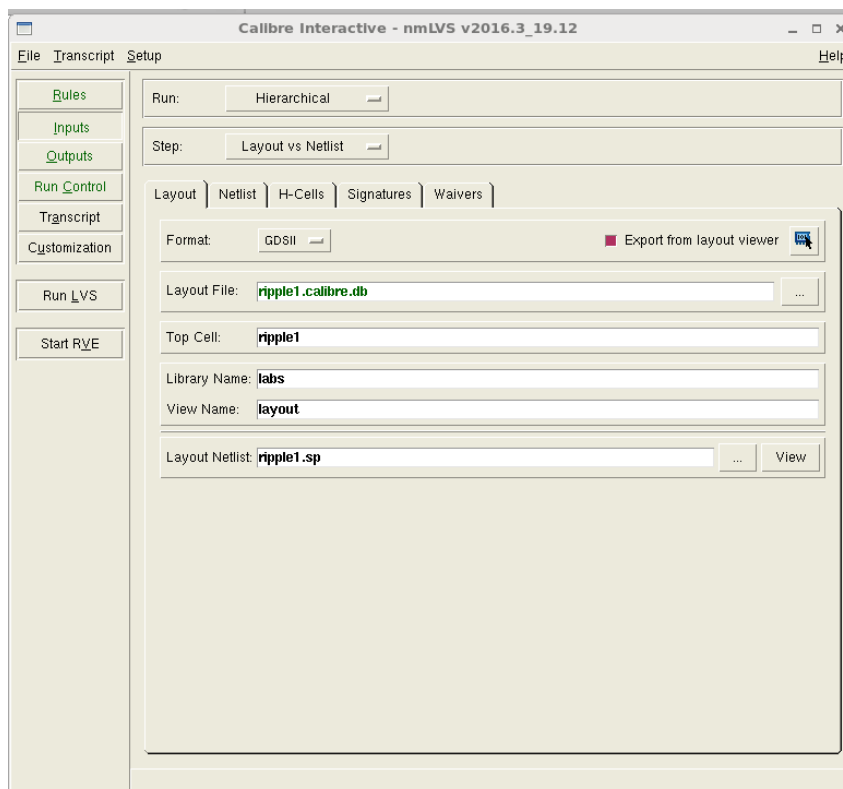 Calibre Interactive - nmLVS v2016.3_19.12
File Transcript Setup Help
Rules
Inputs
Outputs
Run Control
Transcript
Customization
Run LVS
Start RVE
Run: Hierarchical
Step: Layout vs Netlist
Layout Netlist H-Cells Signatures Waivers
Format: GDSII Export from layout viewer
Layout File: ripple1.calibre.db ...
Top Cell: ripple1
Library Name: labs
View Name: layout
Layout Netlist: ripple1.sp ... View